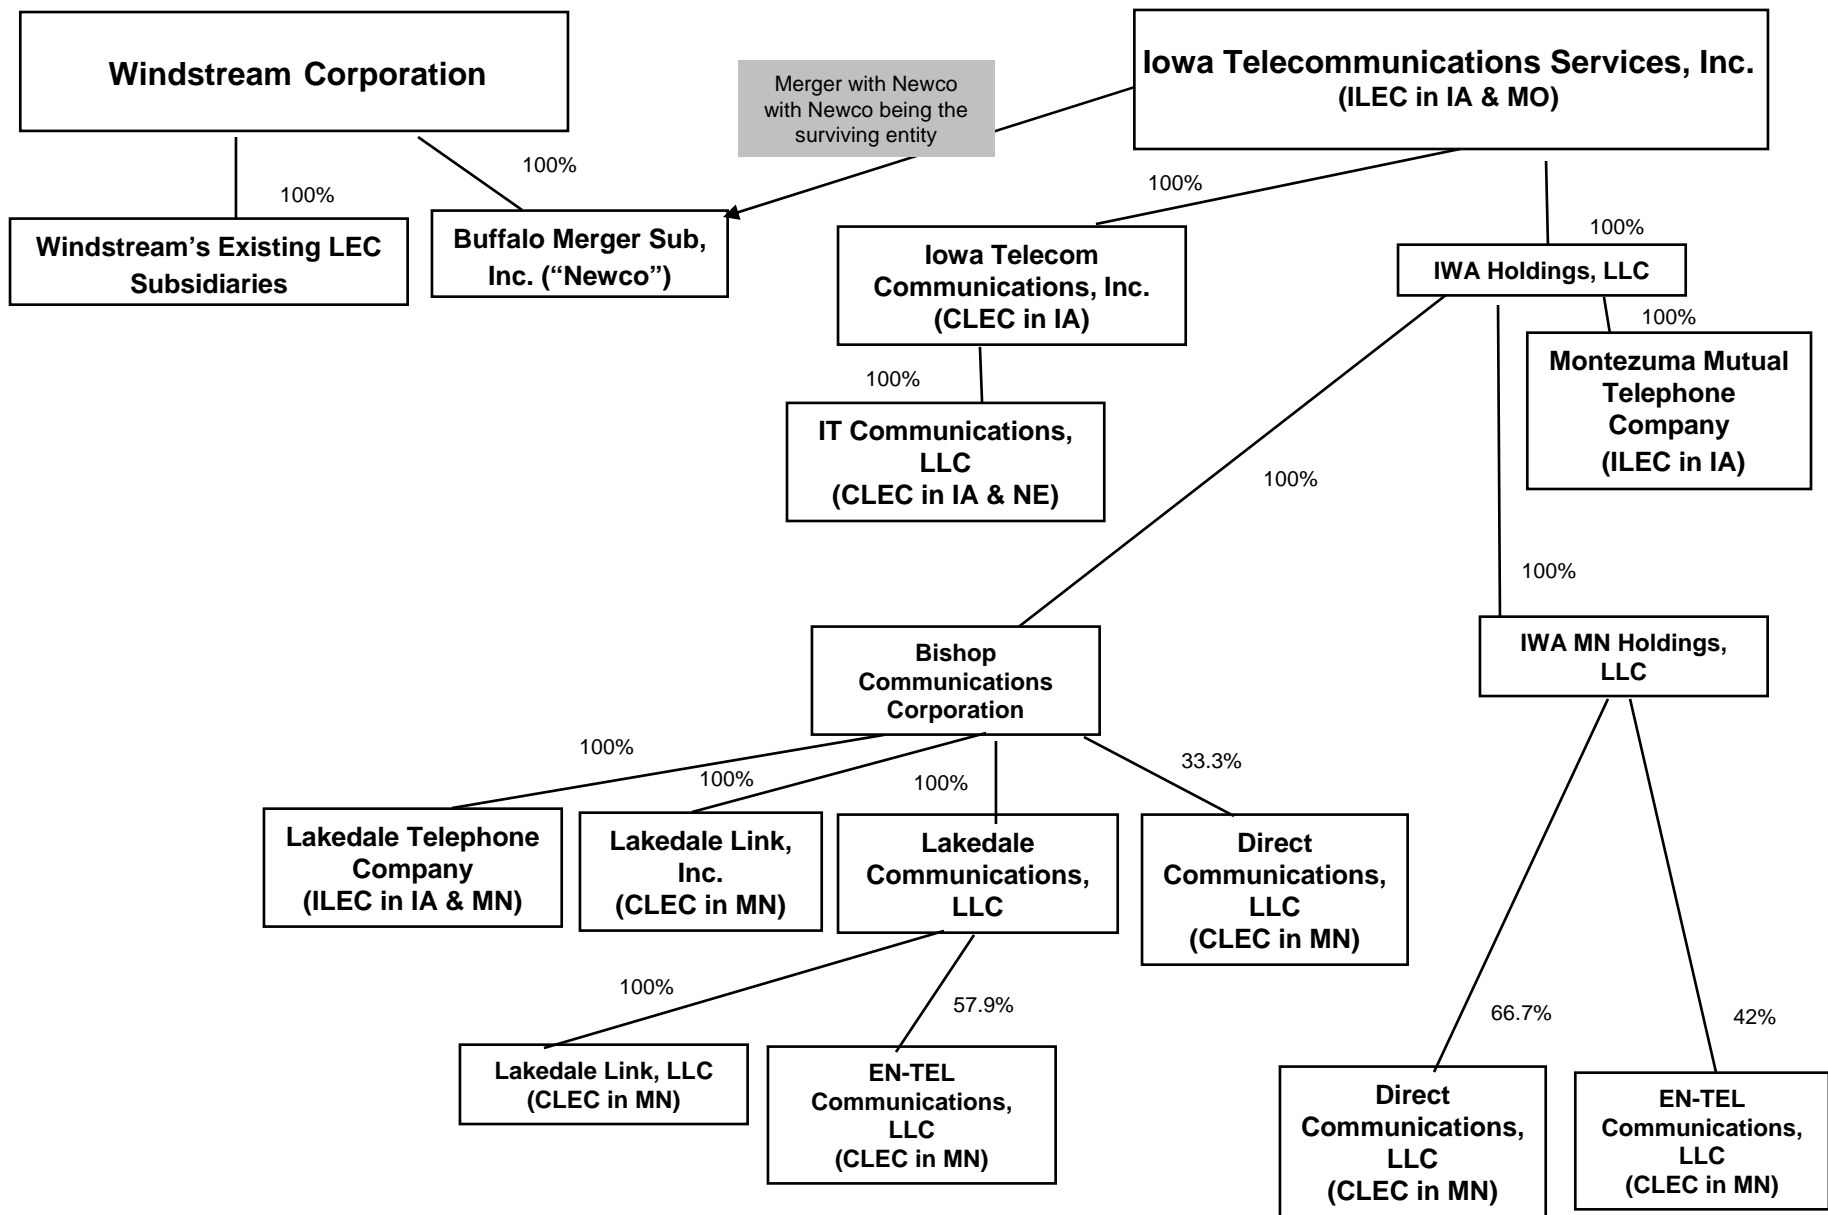 Windstream Corporation
Merger with Newco
with Newco being the
surviving entity
Iowa Telecommunications Services, Inc.
(ILEC in IA & MO)
100%
100%
100%
100%
Windstream's Existing LEC
Subsidiaries
Buffalo Merger Sub,
Inc. (“Newco”)
Iowa Telecom
Communications, Inc.
(CLEC in IA)
IWA Holdings, LLC
100%
100%
Montezuma Mutual
Telephone
Company
(ILEC in IA)
IT Communications,
LLC
(CLEC in IA & NE)
100%
100%
Bishop
Communications
Corporation
IWA MN Holdings,
LLC
100%
100%
100%
33.3%
Lakedale Telephone
Company
(ILEC in IA & MN)
Lakedale Link,
Inc.
(CLEC in MN)
Lakedale
Communications,
LLC
Direct
Communications,
LLC
(CLEC in MN)
100%
57.9%
66.7%
42%
Lakedale Link, LLC
(CLEC in MN)
EN-TEL
Communications,
LLC
(CLEC in MN)
Direct
Communications,
LLC
(CLEC in MN)
EN-TEL
Communications,
LLC
(CLEC in MN)